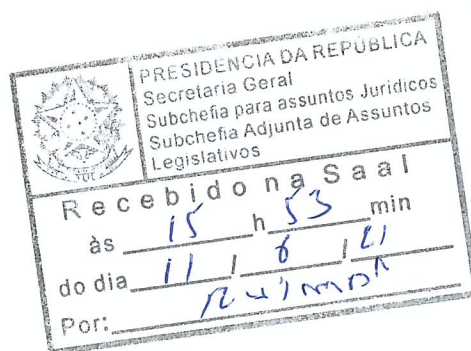 PRESIDENCIA DA REPÚBLICA
Secretaria Geral
Subchefia para assuntos Jurídicos
Subchefia Adjunta de Assuntos
Legislativos
Recebido na Saal
às 15 h 53 min
do dia 11 / 6 / 21
Por: